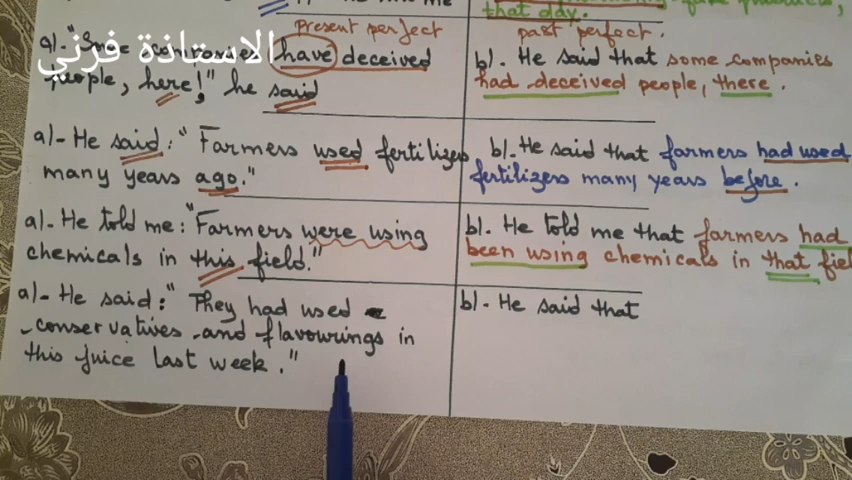 that day.
present perfect
past perfect.
الاستاذة فرني
a/- "Some companies have deceived
people, here!" he said
b/. He said that some companies
had deceived people, there.
a/- He said: "Farmers used fertilizers
many years ago."
b/. He said that farmers had used
fertilizers many years before.
a/- He told me: "Farmers were using
chemicals in this field."
b/. He told me that farmers had
been using chemicals in that
a/- He said: "They had used
conservatives and flavourings in
this juice last week."
b/. He said that